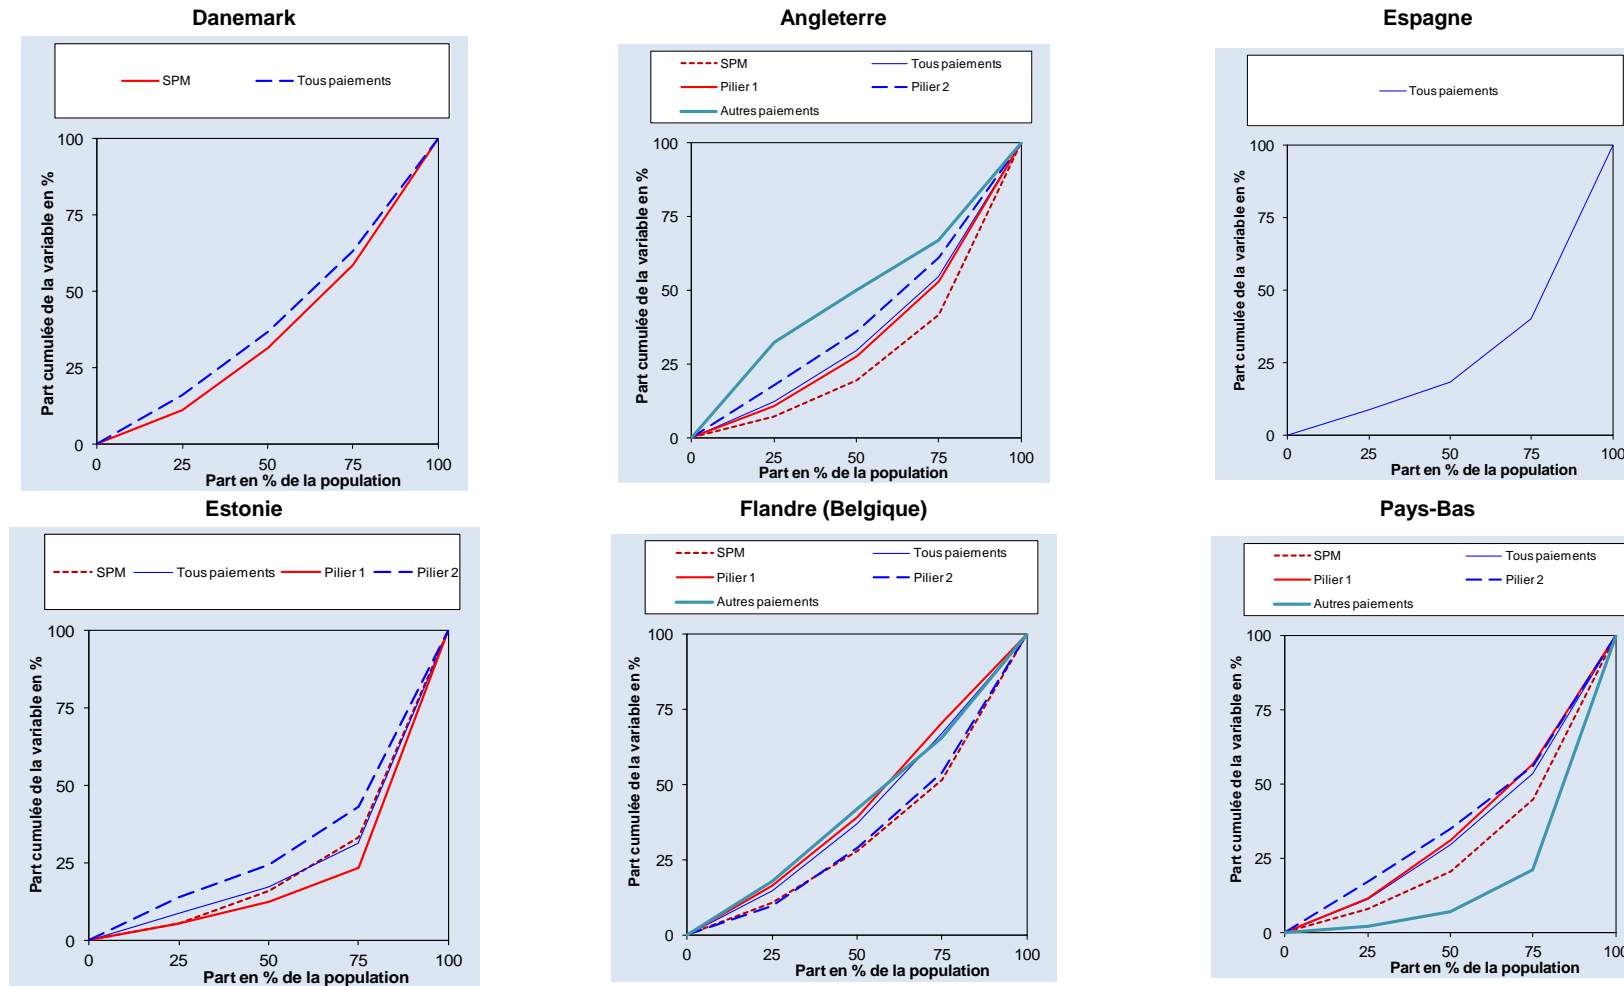 Danemark
SPM
Tous paiements
Part cumulée de la variable en %
100
75
50
25
0
0 25 50 75 100
Part en % de la population
Angleterre
SPM
Tous paiements
Pilier 1
Pilier 2
Autres paiements
Part cumulée de la variable en %
100
75
50
25
0
0 25 50 75 100
Part en % de la population
Espagne
Tous paiements
Part cumulée de la variable en %
100
75
50
25
0
0 25 50 75 100
Part en % de la population
Estonie
SPM Tous paiements Pilier 1 Pilier 2
Part cumulée de la variable en %
100
75
50
25
0
0 25 50 75 100
Part en % de la population
Flandre (Belgique)
SPM
Tous paiements
Pilier 1
Pilier 2
Autres paiements
Part cumulée de la variable en %
100
75
50
25
0
0 25 50 75 100
Part en % de la population
Pays-Bas
SPM
Tous paiements
Pilier 1
Pilier 2
Autres paiements
Part cumulée de la variable en %
100
75
50
25
0
0 25 50 75 100
Part en % de la population